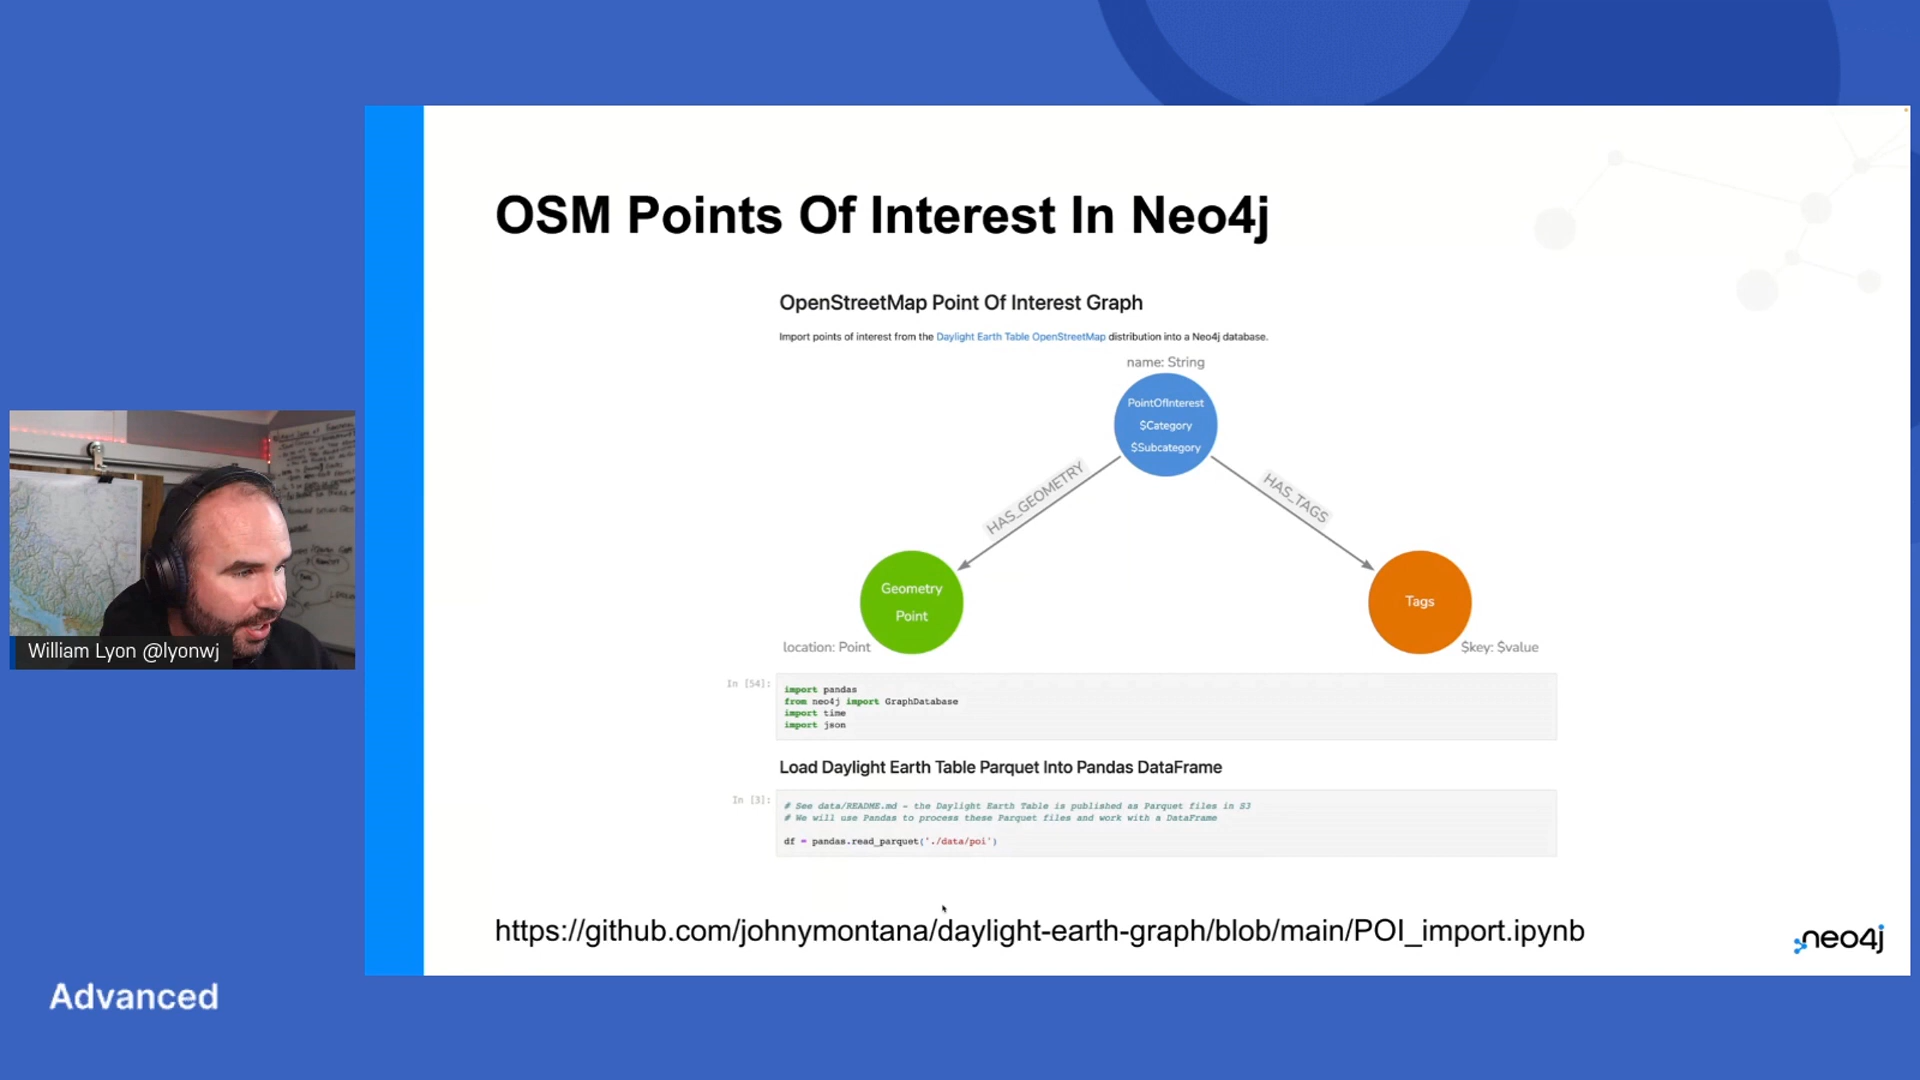 OSM Points Of Interest In Neo4j
OpenStreetMap Point Of Interest Graph
Import points of interest from the Daylight Earth Table OpenStreetMap distribution into a Neo4j database.
name: String
PointOfInterest
$Category
$Subcategory
HAS_GEOMETRY
HAS_TAGS
Geometry
Point
Tags
location: Point
$key: $value
In [54]:
import pandas
from neo4j import GraphDatabase
import time
import json
Load Daylight Earth Table Parquet Into Pandas DataFrame
In [3]:
# See data/README.md - the Daylight Earth Table is published as Parquet files in S3
# We will use Pandas to process these Parquet files and work with a DataFrame
df = pandas.read_parquet('./data/poi')
https://github.com/johnymontana/daylight-earth-graph/blob/main/POI_import.ipynb
neo4j
William Lyon @lyonwj
Advanced